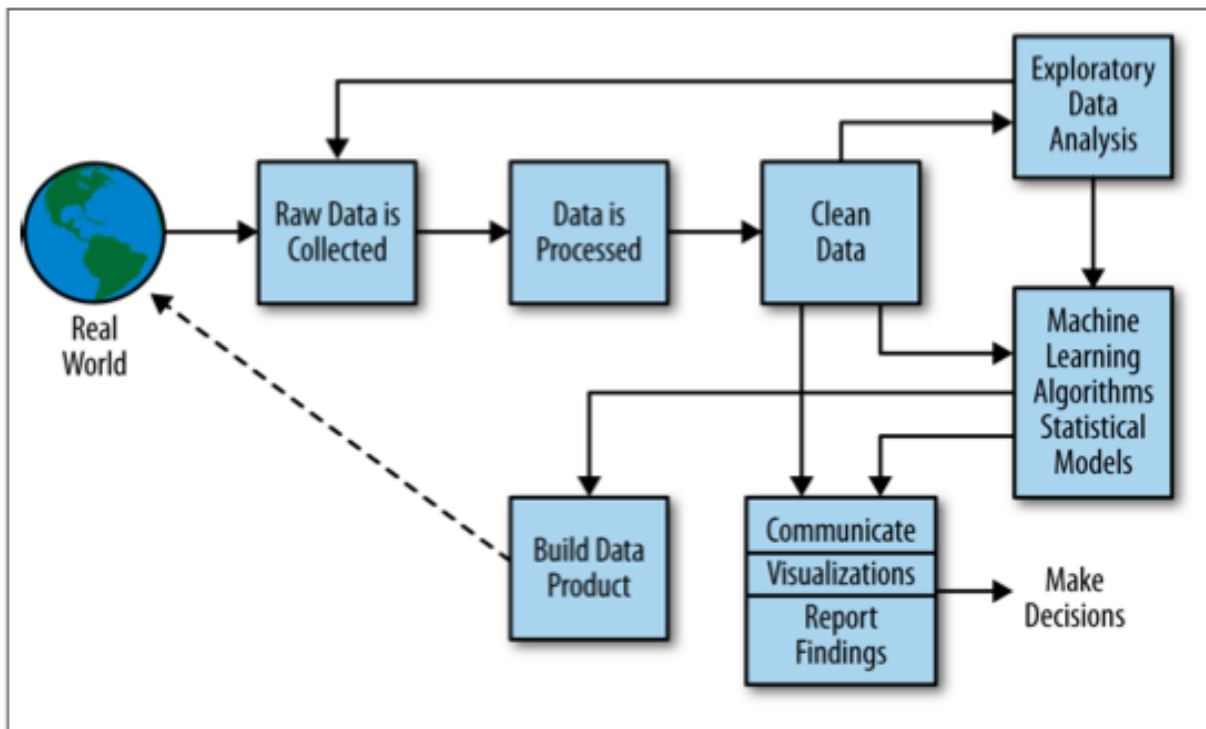 Exploratory
Data
Analysis
Raw Data is
Collected
Data is
Processed
Clean
Data
Real
World
Machine
Learning
Algorithms
Statistical
Models
Build Data
Product
Communicate
Visualizations
Report
Findings
Make
Decisions